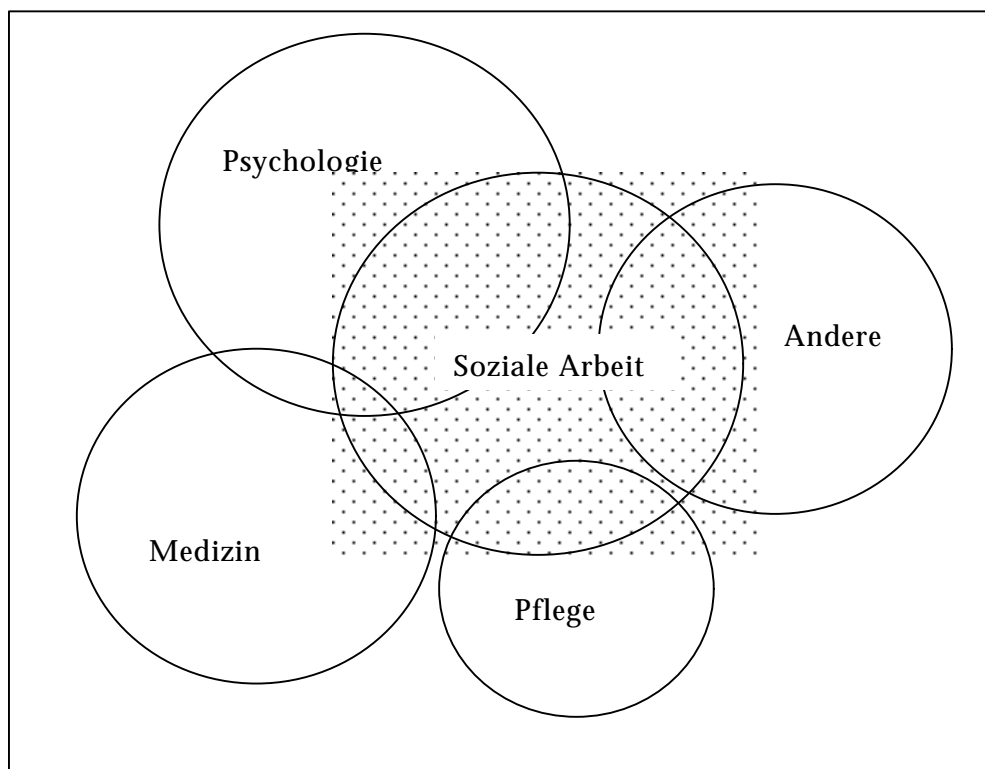 Psychologie
Andere
Soziale Arbeit
Medizin
Pflege